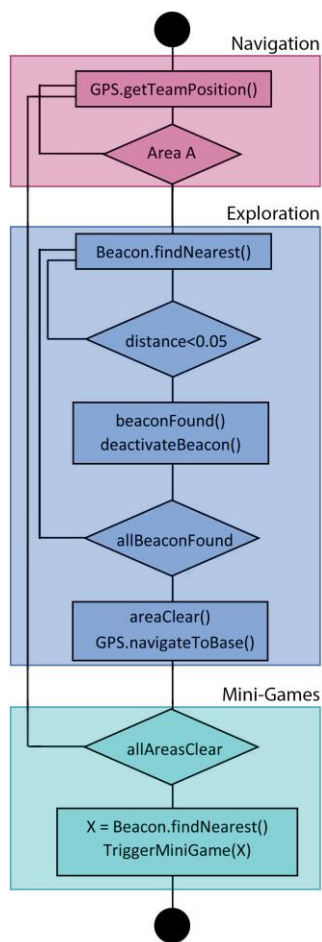 Navigation
GPS.getTeamPosition()
Area A
Exploration
Beacon.findNearest()
distance<0.05
beaconFound()
deactivateBeacon()
allBeaconFound
areaClear()
GPS.navigateToBase()
Mini-Games
allAreasClear
X = Beacon.findNearest()
TriggerMiniGame(X)